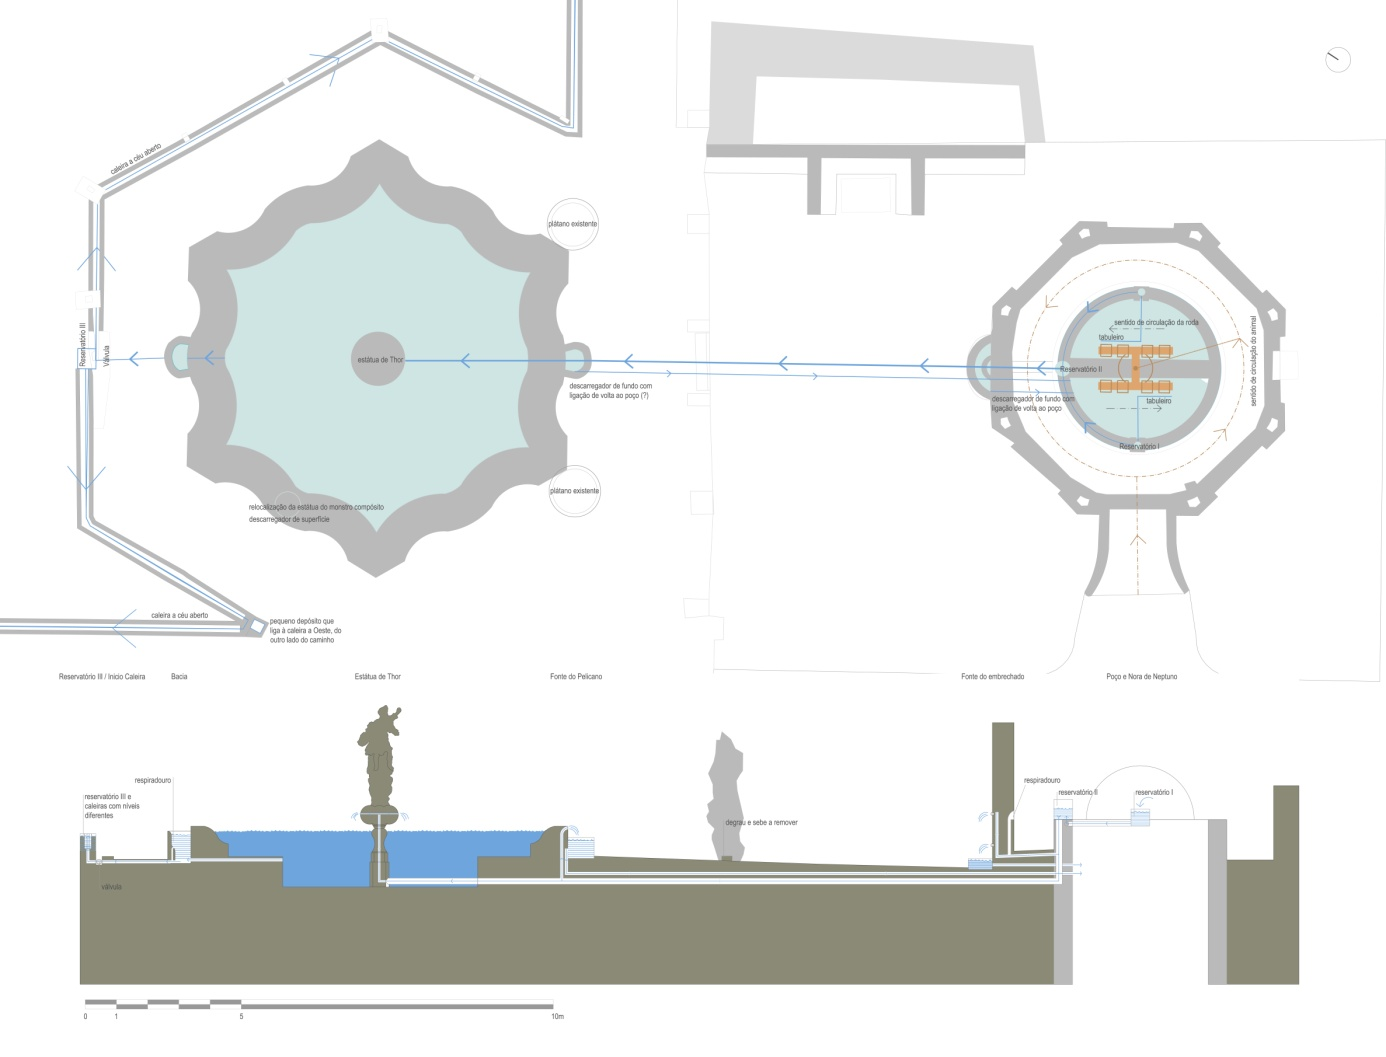 caleira a céu aberto
plátano existente
sentido de circulação da roda
tabuleiro
sentido de circulação do animal
Reservatório III
Válvula
estátua de Thor
Reservatório II
descarregador de fundo com
ligação de volta ao poço (?)
descarregador de fundo com
ligação de volta ao poço
tabuleiro
Reservatório I
plátano existente
relocalização da estátua do monstro compósito
descarregador de superfície
caleira a céu aberto
pequeno depósito que
liga à caleira a Oeste, do
outro lado do caminho
Reservatório III / Inicio Caleira
Bacia
Estátua de Thor
Fonte do Pelicano
Fonte do embrechado
Poço e Nora de Neptuno
respiradouro
respiradouro
reservatório III e
caleiras com níveis
diferentes
reservatório II
reservatório I
degrau e sebe a remover
válvula
0
1
5
10m